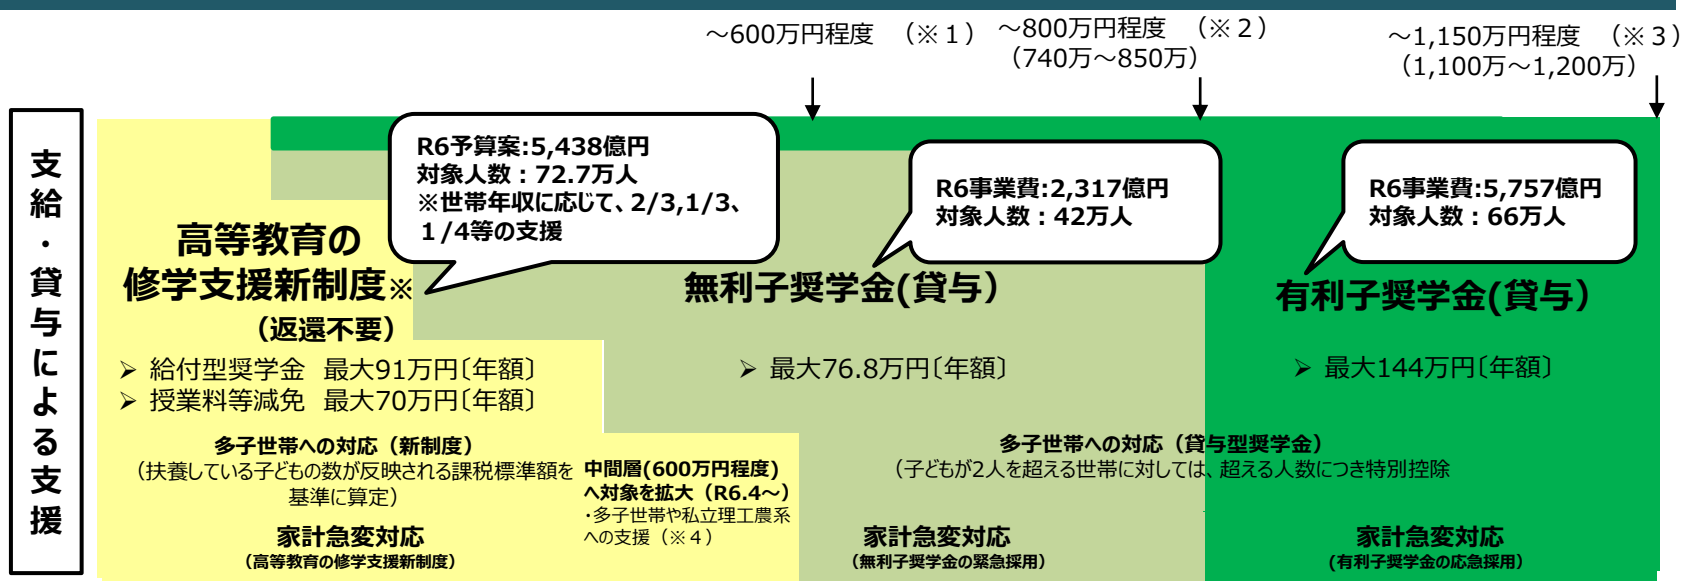 ～600万円程度　（※１）
～800万円程度　（※２）
（740万～850万）
～1,150万円程度　（※３）
（1,100万～1,200万）
支給・貸与による支援
R6予算案:5,438億円
対象人数：72.7万人
※世帯年収に応じて、2/3,1/3、
１/4等の支援
R6事業費:2,317億円
対象人数：42万人
R6事業費:5,757億円
対象人数：66万人
高等教育の
修学支援新制度※
（返還不要）
➢ 給付型奨学金　最大91万円〔年額〕
➢ 授業料等減免　最大70万円〔年額〕
無利子奨学金(貸与）
➢ 最大76.8万円〔年額〕
有利子奨学金(貸与）
➢ 最大144万円〔年額〕
多子世帯への対応（新制度）
（扶養している子どもの数が反映される課税標準額を
基準に算定）
中間層(600万円程度)
へ対象を拡大（R6.4～）
・多子世帯や私立理工農系
への支援（※４）
多子世帯への対応（貸与型奨学金）
（子どもが2人を超える世帯に対しては、超える人数につき特別控除
家計急変対応
（高等教育の修学支援新制度）
家計急変対応
（無利子奨学金の緊急採用）
家計急変対応
（有利子奨学金の応急採用）